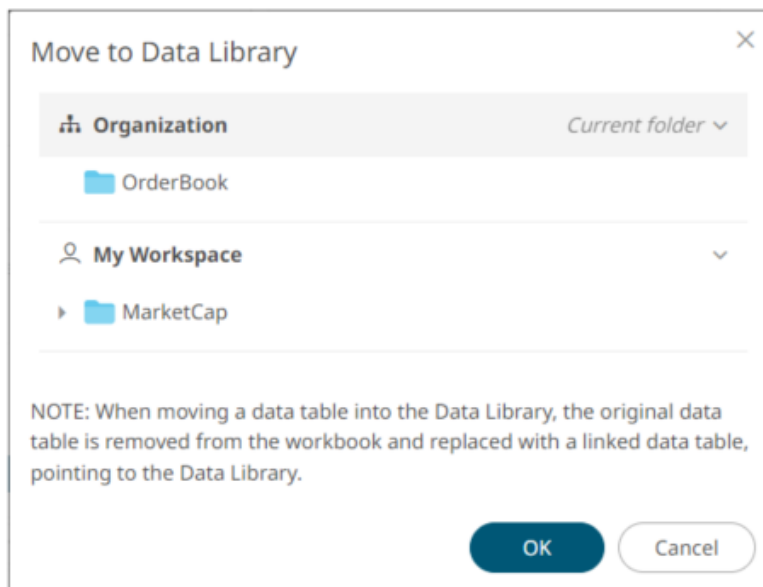 Move to Data Library
Organization Current folder
OrderBook
My Workspace
MarketCap
NOTE: When moving a data table into the Data Library, the original data
table is removed from the workbook and replaced with a linked data table,
pointing to the Data Library.
OK Cancel